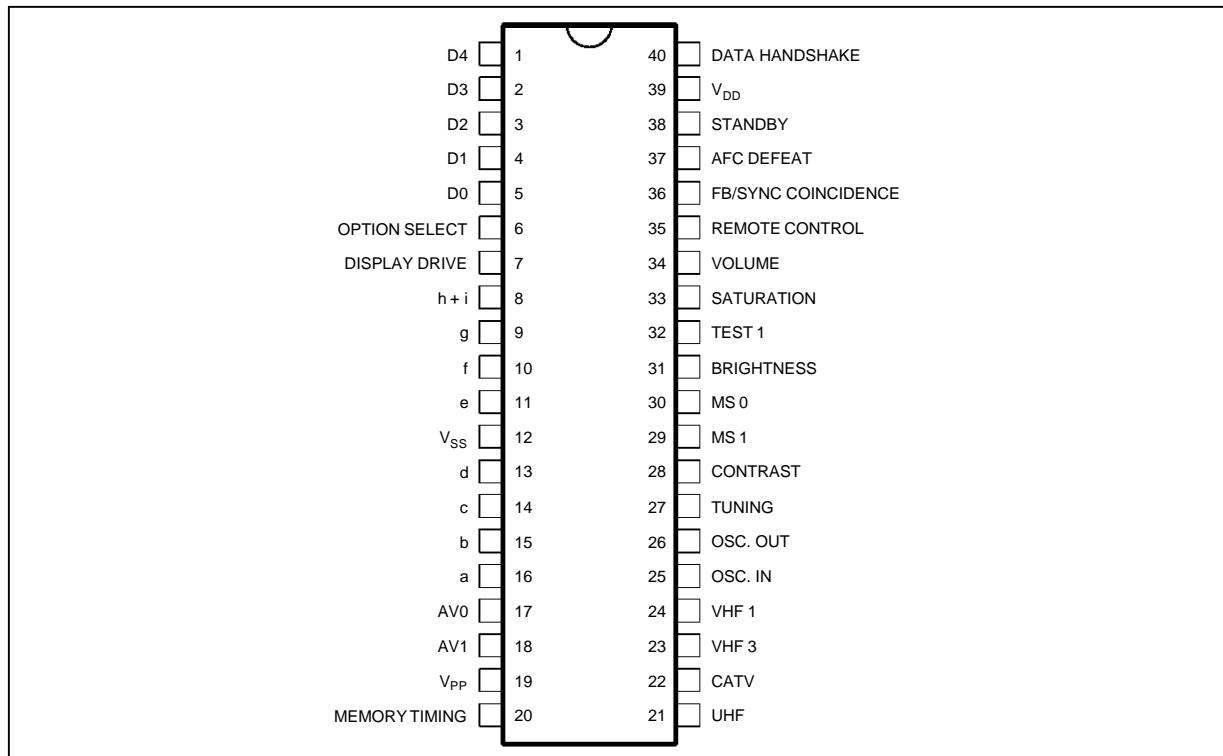 D4 1 40 DATA HANDSHAKE
D3 2 39 VDD
D2 3 38 STANDBY
D1 4 37 AFC DEFEAT
D0 5 36 FB/SYNC COINCIDENCE
OPTION SELECT 6 35 REMOTE CONTROL
DISPLAY DRIVE 7 34 VOLUME
h + i 8 33 SATURATION
g 9 32 TEST 1
f 10 31 BRIGHTNESS
e 11 30 MS 0
VSS 12 29 MS 1
d 13 28 CONTRAST
c 14 27 TUNING
b 15 26 OSC. OUT
a 16 25 OSC. IN
AV0 17 24 VHF 1
AV1 18 23 VHF 3
VPP 19 22 CATV
MEMORY TIMING 20 21 UHF